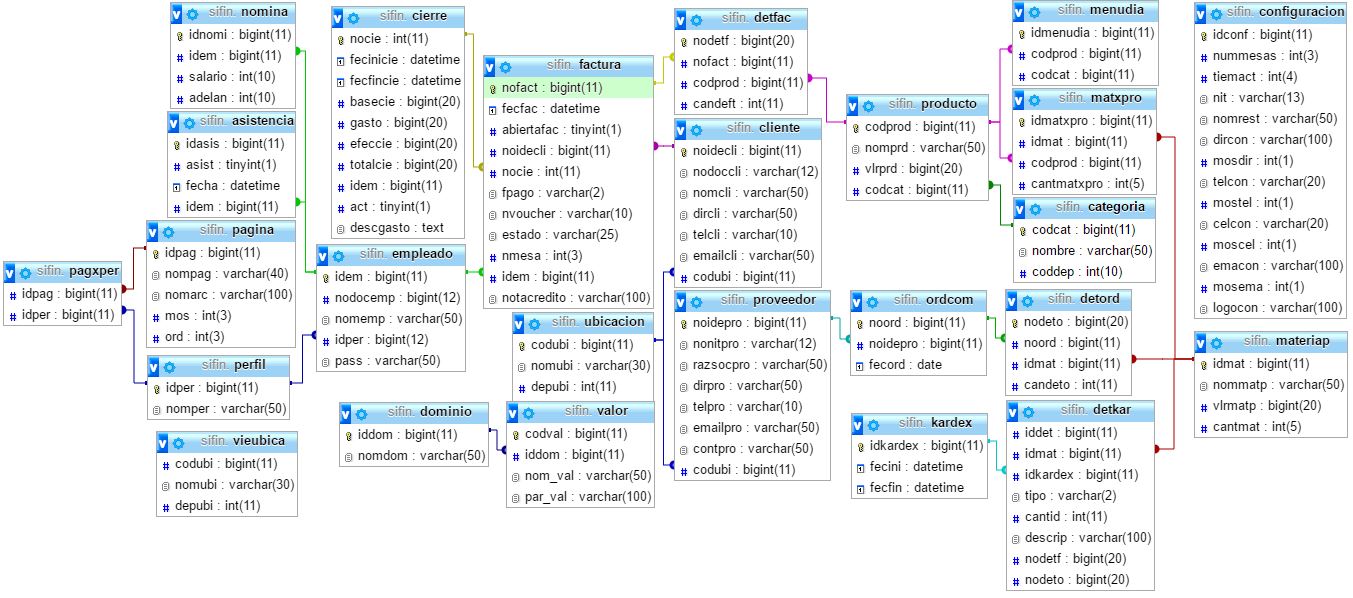 sifin. nomina
idnomi : bigint(11)
idem : bigint(11)
salario : int(10)
adelan : int(10)
sifin. asistencia
idasis : bigint(11)
asist : tinyint(1)
fecha : datetime
idem : bigint(11)
sifin. pagina
idpag : bigint(11)
nompag : varchar(40)
nomarc : varchar(100)
mos : int(3)
ord : int(3)
sifin. pagxper
idpag : bigint(11)
idper : bigint(11)
sifin. perfil
idper : bigint(11)
nomper : varchar(50)
sifin. vieubica
codubi : bigint(11)
nomubi : varchar(30)
depubi : int(11)
sifin. cierre
nocie : int(11)
fecinicie : datetime
fecfincie : datetime
basecie : bigint(20)
gasto : bigint(20)
efeccie : bigint(20)
totalcie : bigint(20)
idem : bigint(11)
act : tinyint(1)
descgasto : text
sifin. empleado
idem : bigint(11)
nodocemp : bigint(12)
nomemp : varchar(50)
idper : bigint(12)
pass : varchar(50)
sifin. dominio
iddom : bigint(11)
nomdom : varchar(50)
sifin. factura
nofact : bigint(11)
fecfac : datetime
abiertafac : tinyint(1)
noidecli : bigint(11)
nocie : int(11)
fpago : varchar(2)
nvoucher : varchar(10)
estado : varchar(25)
nmesa : int(3)
idem : bigint(11)
notacredito : varchar(100)
sifin. ubicacion
codubi : bigint(11)
nomubi : varchar(30)
depubi : int(11)
sifin. valor
codval : bigint(11)
iddom : bigint(11)
nom_val : varchar(50)
par_val : varchar(100)
sifin. detfac
nodetf : bigint(20)
nofact : bigint(11)
codprod : bigint(11)
candeft : int(11)
sifin. cliente
noidecli : bigint(11)
nodoccli : varchar(12)
nomcli : varchar(50)
dircli : varchar(50)
telcli : varchar(10)
emailcli : varchar(50)
codubi : bigint(11)
sifin. proveedor
noidepro : bigint(11)
nonitpro : varchar(12)
razsocpro : varchar(50)
dirpro : varchar(50)
telpro : varchar(10)
emailpro : varchar(50)
contpro : varchar(50)
codubi : bigint(11)
sifin. producto
codprod : bigint(11)
nomprd : varchar(50)
vlrprd : bigint(20)
codcat : bigint(11)
sifin. ordcom
noord : bigint(11)
noidepro : bigint(11)
fecord : date
sifin. kardex
idkardex : bigint(11)
fecini : datetime
fecfin : datetime
sifin. menudia
idmenudia : bigint(11)
codprod : bigint(11)
codcat : bigint(11)
sifin. matxpro
idmatxpro : bigint(11)
idmat : bigint(11)
codprod : bigint(11)
cantmatxpro : int(5)
sifin. categoria
codcat : bigint(11)
nombre : varchar(50)
coddep : int(10)
sifin. detord
nodeto : bigint(20)
noord : bigint(11)
idmat : bigint(11)
candeto : int(11)
sifin. detkar
iddet : bigint(11)
idmat : bigint(11)
idkardex : bigint(11)
tipo : varchar(2)
cantid : int(11)
descrip : varchar(100)
nodetf : bigint(20)
nodeto : bigint(20)
sifin. configuracion
idconf : bigint(11)
nummesas : int(3)
tiemact : int(4)
nit : varchar(13)
nomrest : varchar(50)
dircon : varchar(100)
mosdir : int(1)
telcon : varchar(20)
mostel : int(1)
celcon : varchar(20)
moscel : int(1)
emacon : varchar(100)
mosema : int(1)
logocon : varchar(100)
sifin. materiap
idmat : bigint(11)
nommatp : varchar(50)
vlrmatp : bigint(20)
cantmat : int(5)